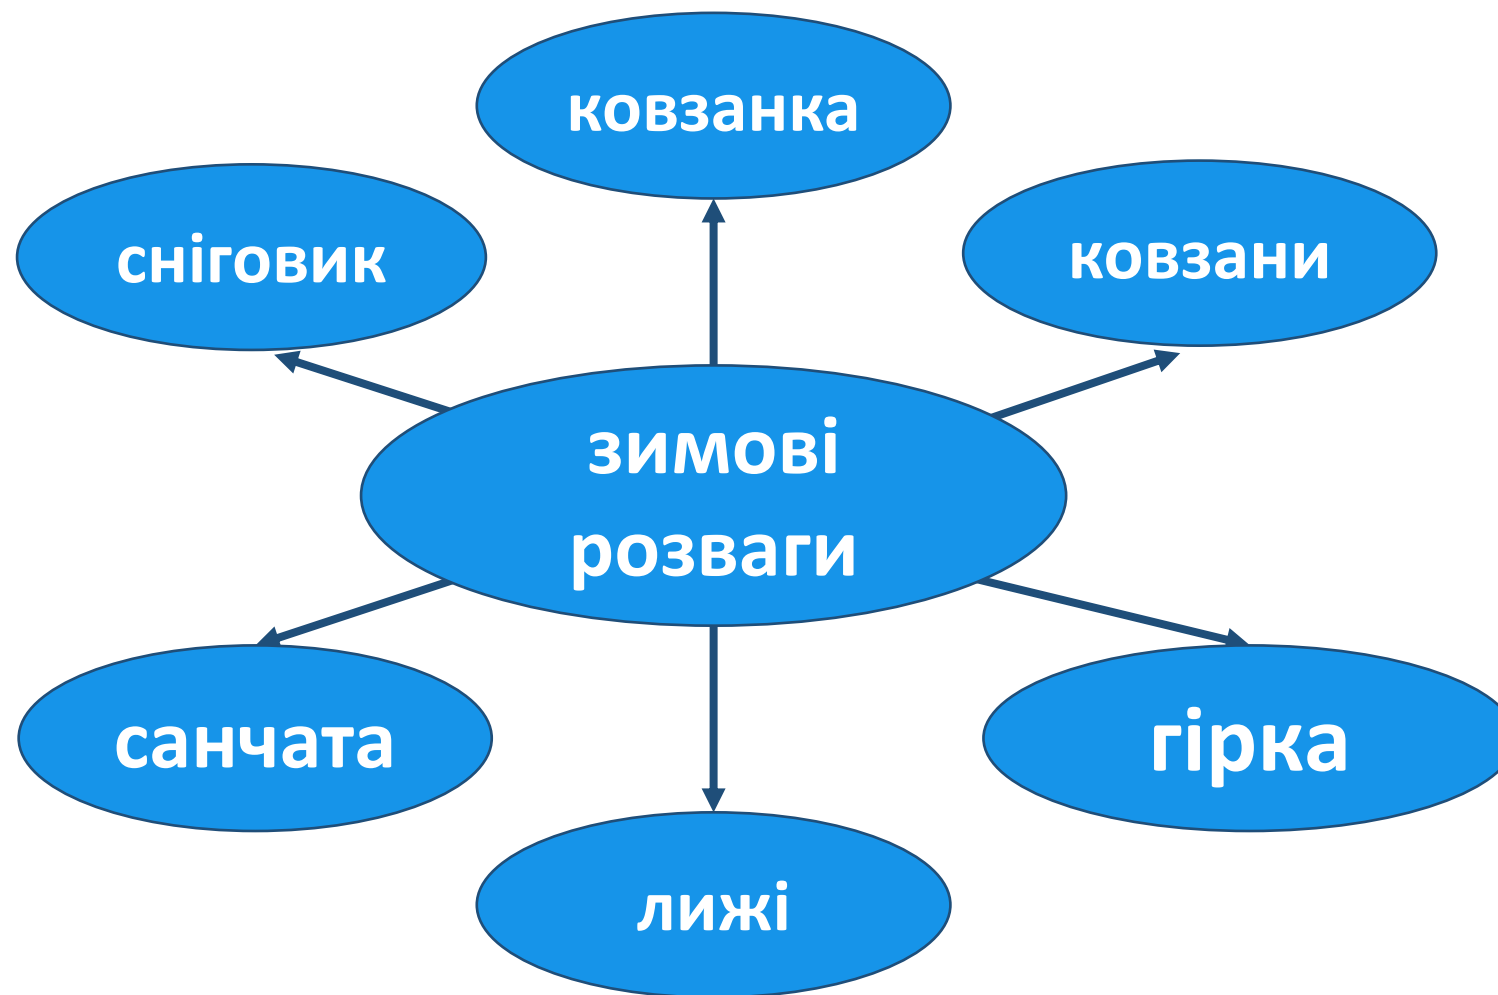 ковзанка
сніговик
ковзани
зимові
розваги
санчата
гірка
лижі